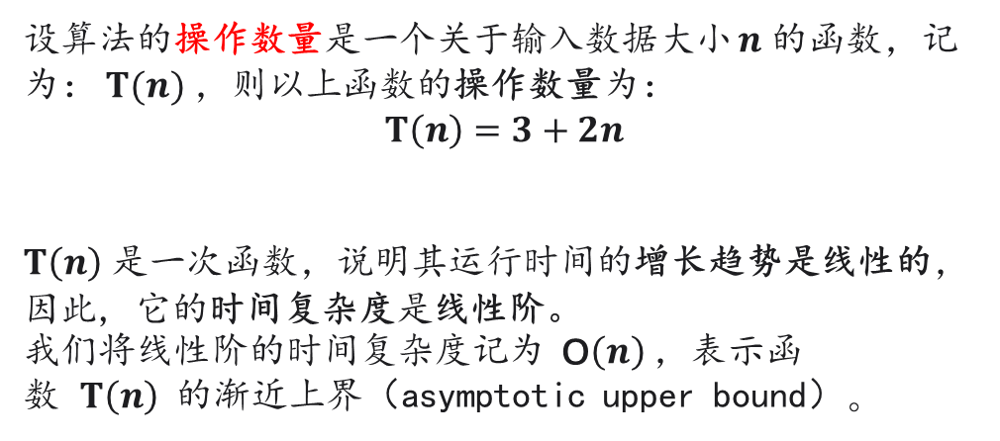 设算法的操作数量是一个关于输入数据大小 n 的函数，记
为：T(n)，则以上函数的操作数量为：
T(n) = 3 + 2n
T(n) 是一次函数，说明其运行时间的增长趋势是线性的，
因此，它的时间复杂度是线性阶。
我们将线性阶的时间复杂度记为 O(n)，表示函
数 T(n) 的渐近上界（asymptotic upper bound）。